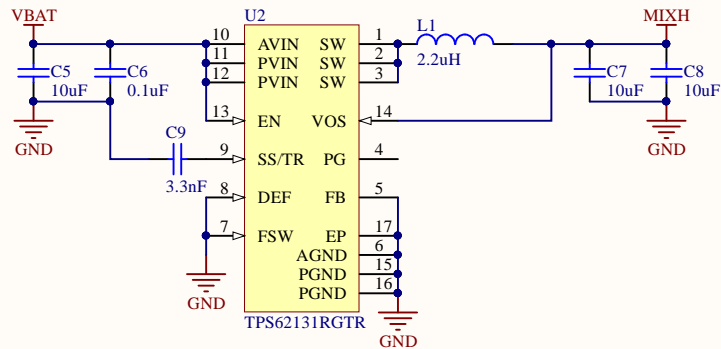 VBAT
U2
L1
MIXH
10
AVIN
SW
1
11
PVIN
SW
2
2.2uH
12
PVIN
SW
3
C5
10uF
C6
0.1uF
C7
10uF
C8
10uF
13
EN
VOS
14
GND
GND
C9
3.3nF
9
SS/TR
PG
4
8
DEF
FB
5
7
FSW
EP
17
AGND
6
PGND
15
PGND
16
GND
TPS62131RGTR
GND